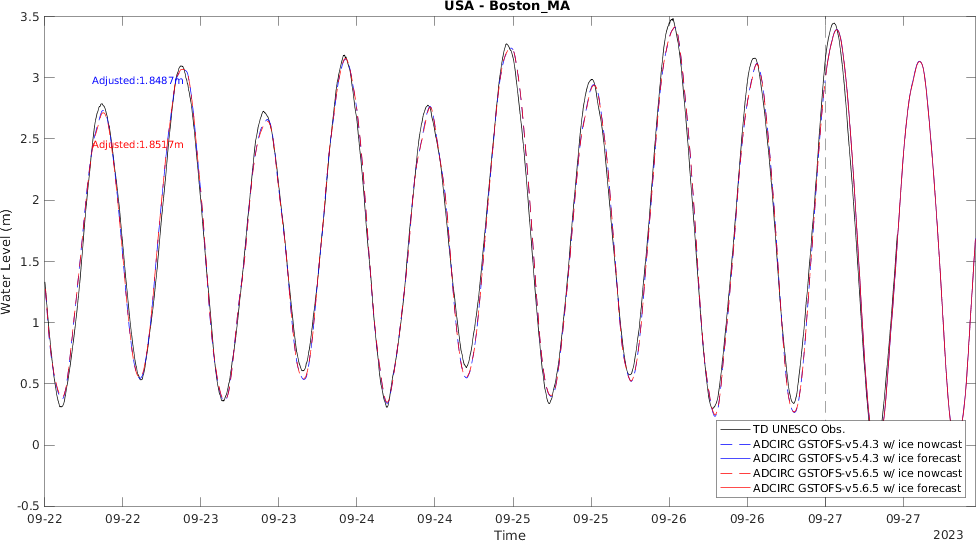 USA - Boston_MA
3.5
3
2.5
2
1.5
1
0.5
0
-0.5
Water Level (m)
Adjusted:1.8487m
Adjusted:1.8517m
TD UNESCO Obs.
ADCIRC GSTOFS-v5.4.3 w/ ice nowcast
ADCIRC GSTOFS-v5.4.3 w/ ice forecast
ADCIRC GSTOFS-v5.6.5 w/ ice nowcast
ADCIRC GSTOFS-v5.6.5 w/ ice forecast
09-22 09-22 09-23 09-23 09-24 09-24 09-25 09-25 09-26 09-26 09-27 09-27
Time
2023